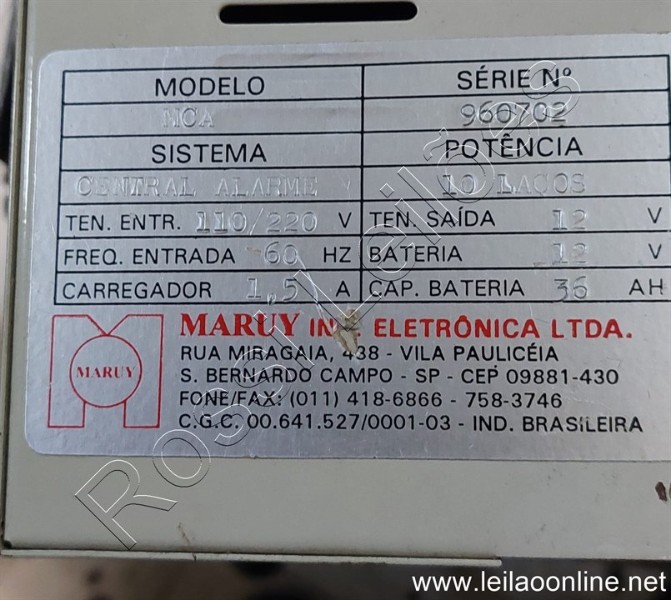 MODELO SÉRIE Nº
MCA 960702
SISTEMA POTÊNCIA
CENTRAL ALARME 10 LAÇOS
TEN. ENTR. 110/220 V TEN. SAÍDA 12 V
FREQ. ENTRADA 60 HZ BATERIA 12 V
CARREGADOR 1,5 A CAP. BATERIA 36 AH
MARUY
MARUY IND ELETRÔNICA LTDA.
RUA MIRAGAIA, 438 - VILA PAULICÉIA
S. BERNARDO CAMPO - SP - CEP 09881-430
FONE/FAX: (011) 418-6866 - 758-3746
C.G.C. 00.641.527/0001-03 - IND. BRASILEIRA
Rosei Leilões
www.leilaoonline.net